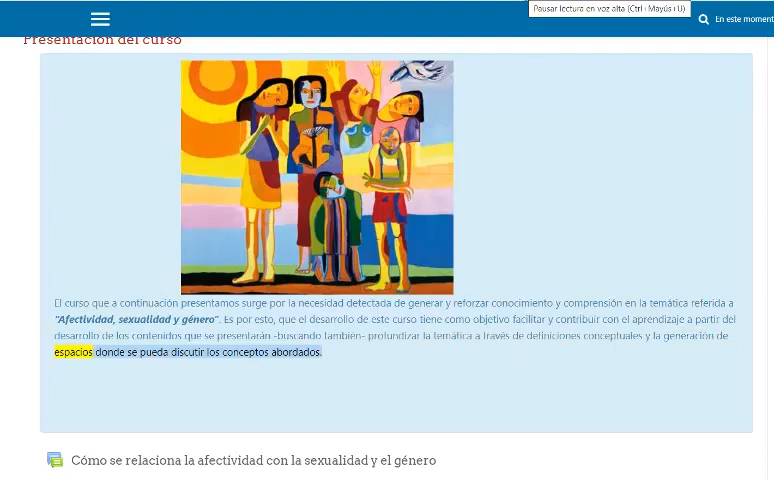 Pausar lectura en voz alta (Ctrl+Mayús+U)
En este moment
Presentación del curso
El curso que a continuación presentamos surge por la necesidad detectada de generar y reforzar conocimiento y comprensión en la temática referida a
"Afectividad, sexualidad y género". Es por esto, que el desarrollo de este curso tiene como objetivo facilitar y contribuir con el aprendizaje a partir del
desarrollo de los contenidos que se presentarán -buscando también- profundizar la temática a través de definiciones conceptuales y la generación de
espacios donde se pueda discutir los conceptos abordados.
Cómo se relaciona la afectividad con la sexualidad y el género